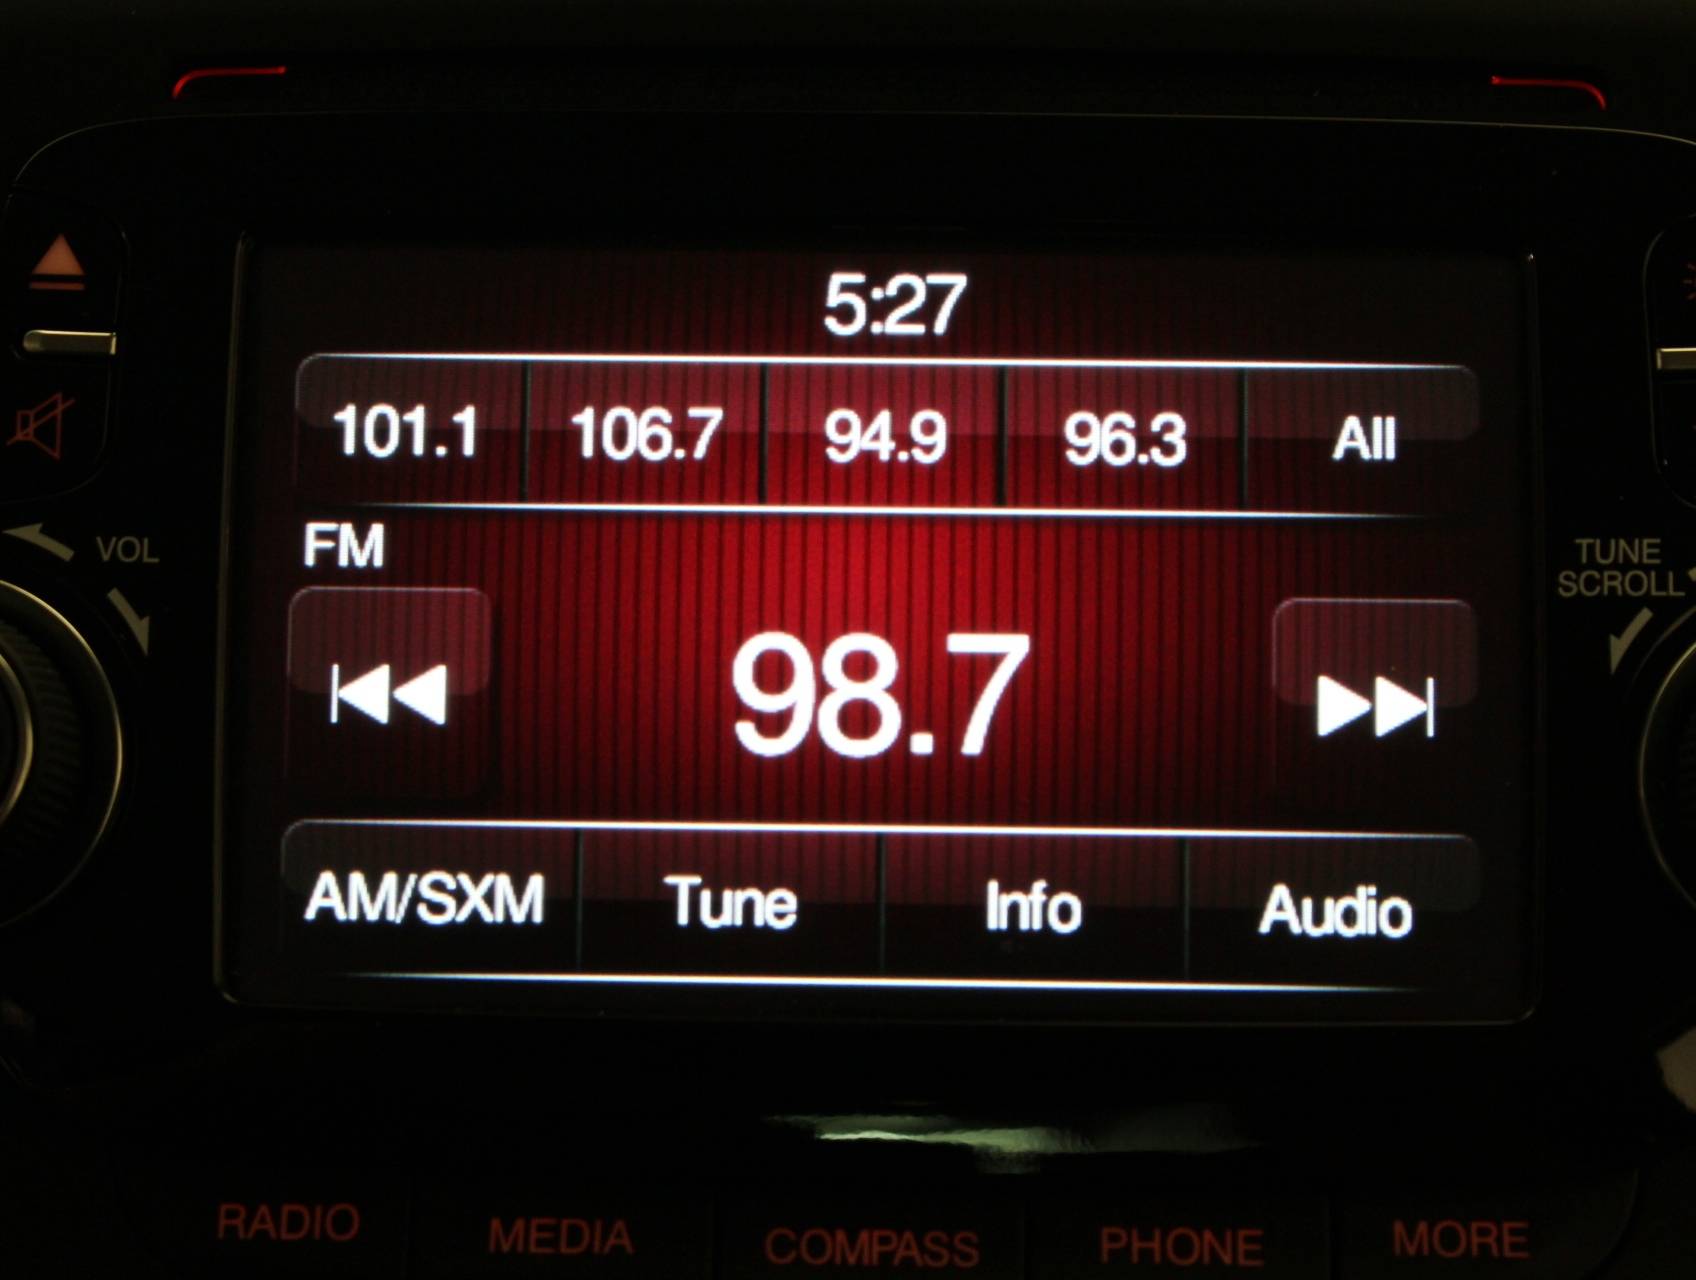 5:27
101.1 106.7 94.9 96.3 All
FM
VOL
TUNE
SCROLL
98.7
AM/SXM Tune Info Audio
RADIO MEDIA COMPASS PHONE MORE